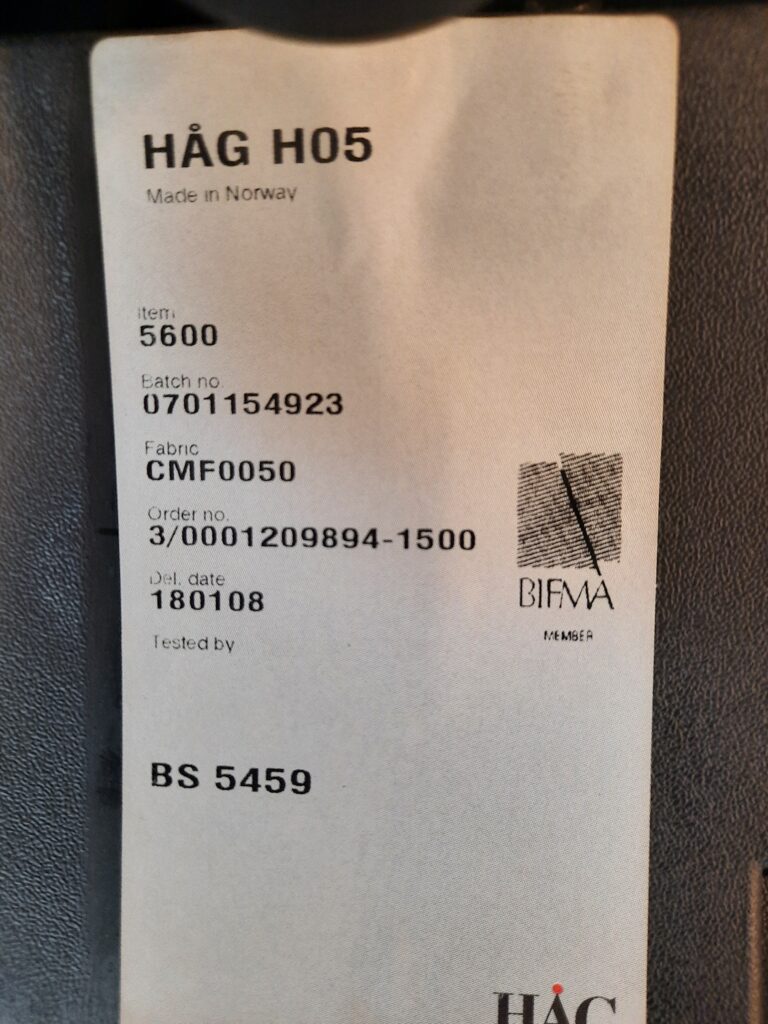 HÅG H05
Made in Norway
Item
5600
Batch no.
0701154923
Fabric
CMF0050
Order no.
3/0001209894-1500
Del. date
180108
Tested by
BIFMA
MEMBER
BS 5459
HÅG